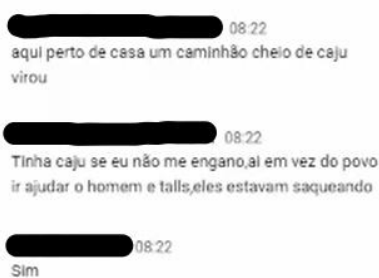 08:22
aqui perto de casa um caminhão cheio de caju
virou
08:22
Tinha caju se eu não me engano,ai em vez do povo
ir ajudar o homem e talls,eles estavam saqueando
08:22
Sim